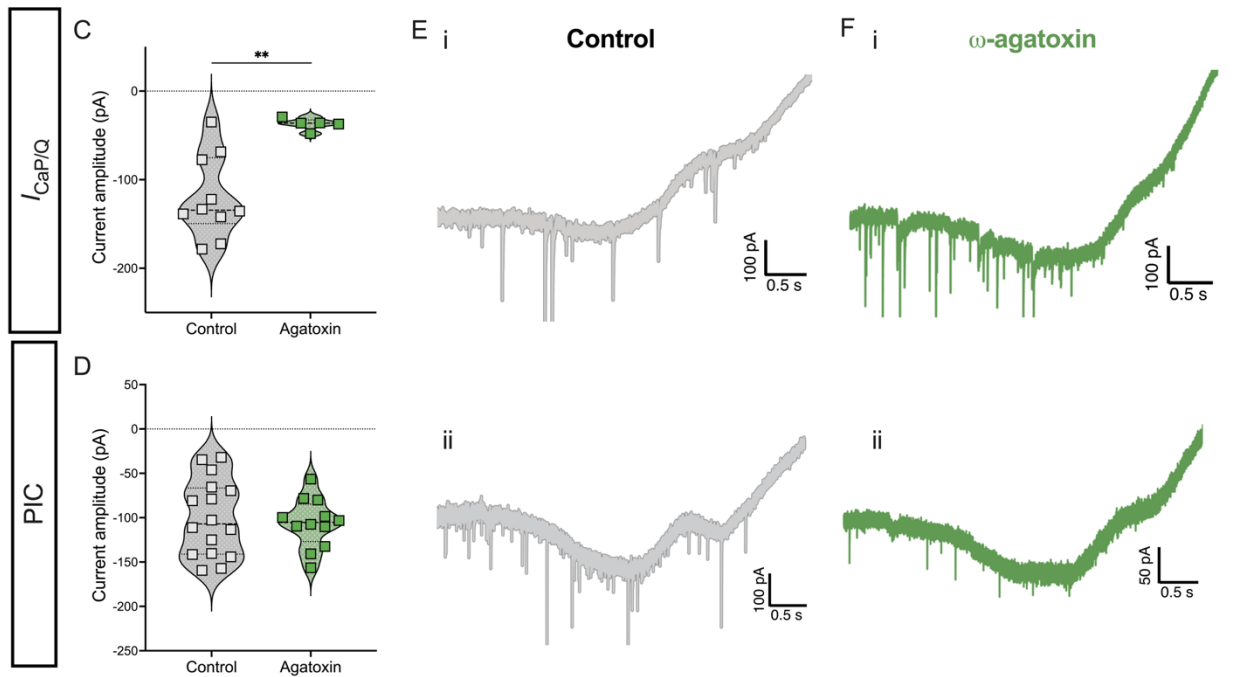 I CaP/Q
C
**
Current amplitude (pA)
0
-100
-200
Control
Agatoxin
E
i
Control
100 pA
0.5 s
F
i
ω-agatoxin
100 pA
0.5 s
PIC
D
Current amplitude (pA)
50
0
-50
-100
-150
-200
-250
Control
Agatoxin
ii
100 pA
0.5 s
ii
50 pA
0.5 s